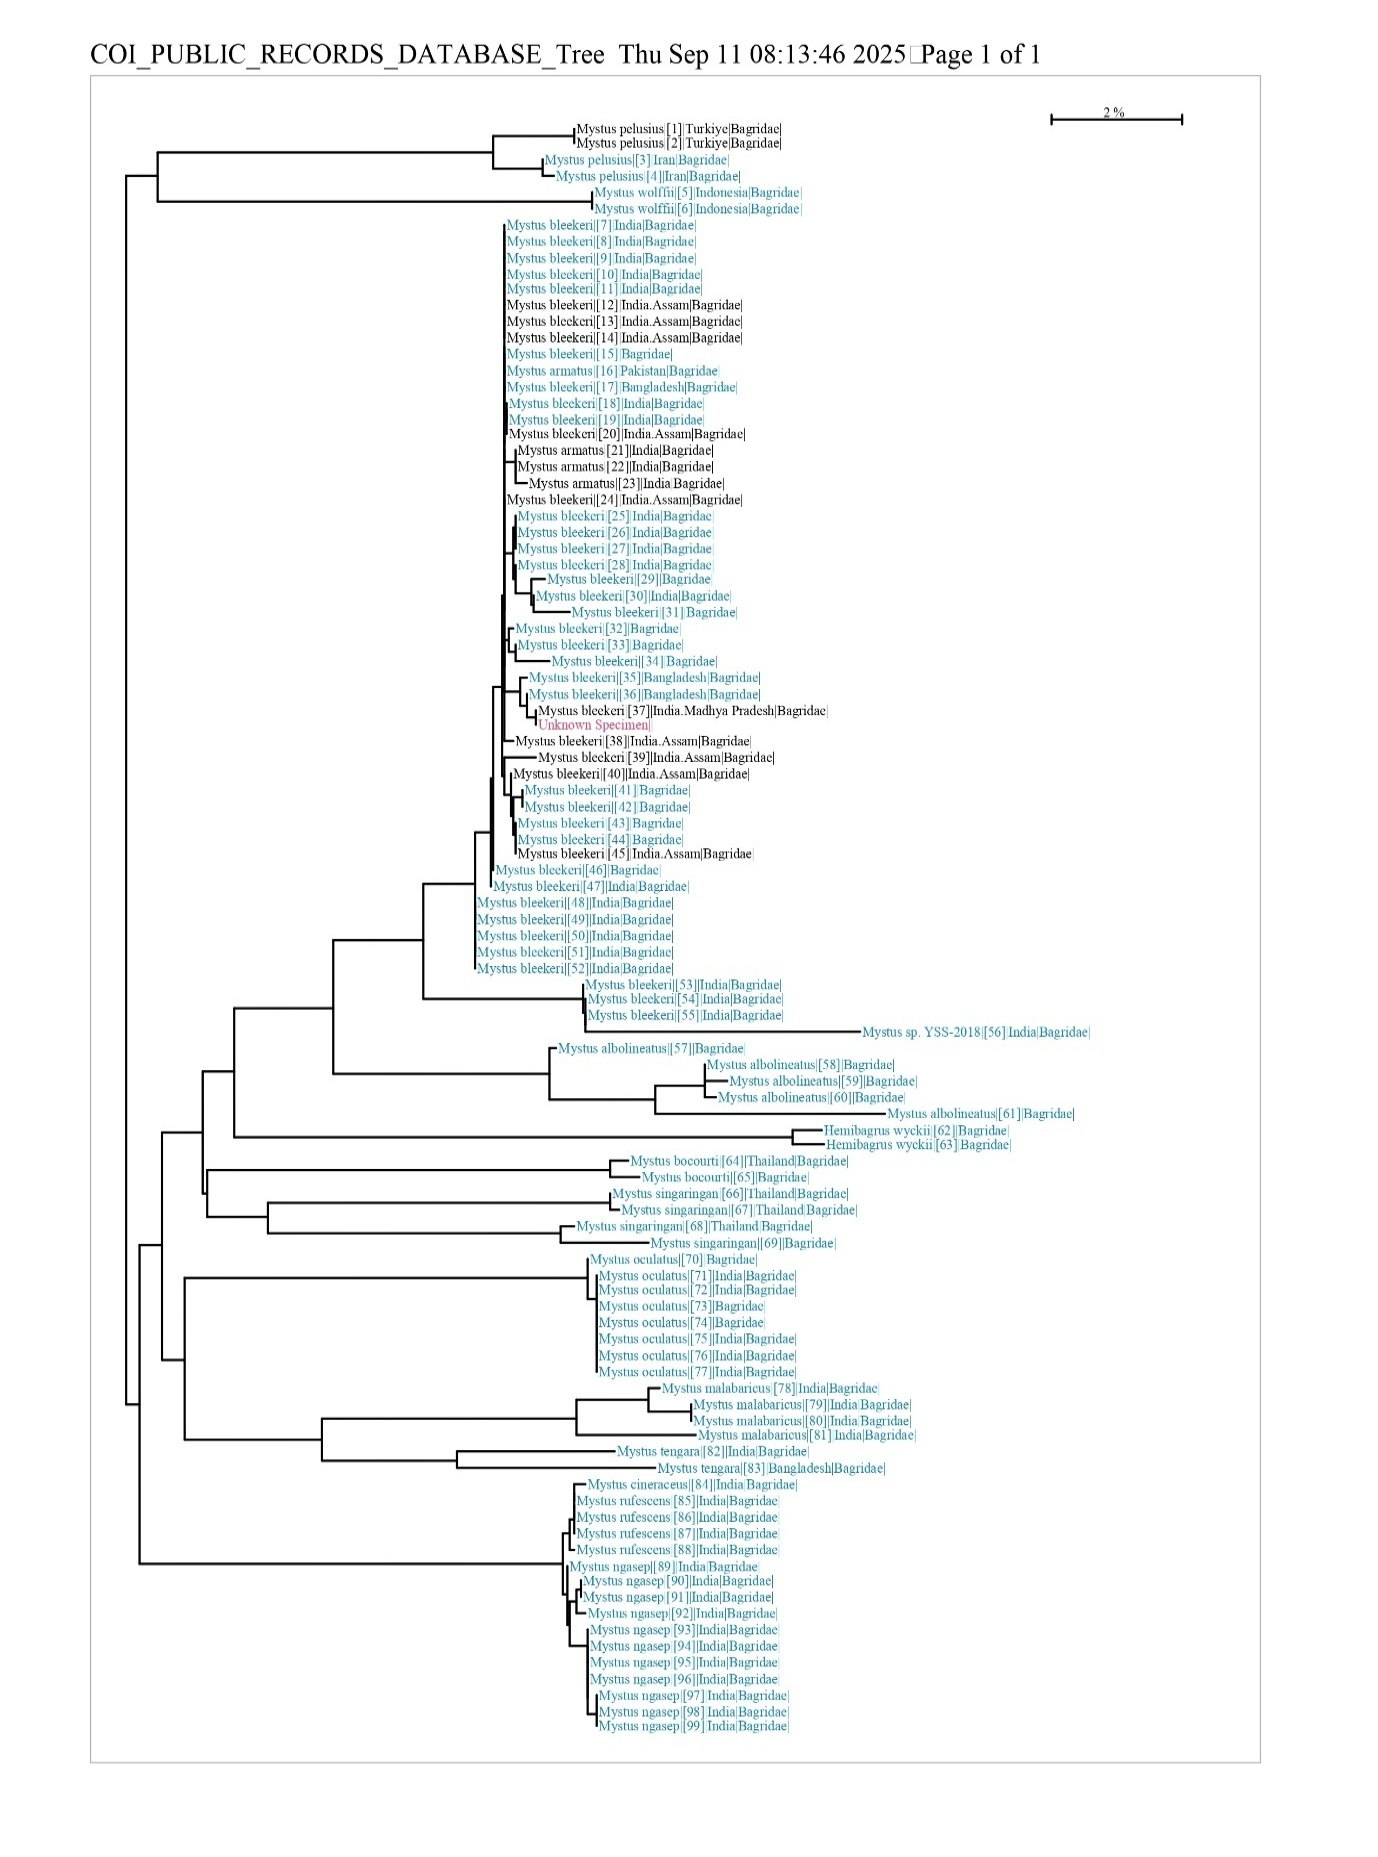 COI_PUBLIC_RECORDS_DATABASE_Tree Thu Sep 11 08:13:46 2025 □Page 1 of 1
2 %
Mystus pelusius|[1]|Turkiye|Bagridae|
Mystus pelusius|[2]|Turkiye|Bagridae|
Mystus pelusius|[3]|Iran|Bagridae|
Mystus pelusius|[4]|Iran|Bagridae|
Mystus wolffii|[5]|Indonesia|Bagridae|
Mystus wolffii|[6]|Indonesia|Bagridae|
Mystus bleekeri|[7]|India|Bagridae|
Mystus bleekeri|[8]|India|Bagridae|
Mystus bleekeri|[9]|India|Bagridae|
Mystus bleekeri|[10]|India|Bagridae|
Mystus bleekeri|[11]|India|Bagridae|
Mystus bleekeri|[12]|India.Assam|Bagridae|
Mystus bleekeri|[13]|India.Assam|Bagridae|
Mystus bleekeri|[14]|India.Assam|Bagridae|
Mystus bleekeri|[15]|Bagridae|
Mystus armatus|[16]|Pakistan|Bagridae|
Mystus bleekeri|[17]|Bangladesh|Bagridae|
Mystus bleekeri|[18]|India|Bagridae|
Mystus bleekeri|[19]|India|Bagridae|
Mystus bleekeri|[20]|India.Assam|Bagridae|
Mystus armatus|[21]|India|Bagridae|
Mystus armatus|[22]|India|Bagridae|
Mystus armatus|[23]|India|Bagridae|
Mystus bleekeri|[24]|India.Assam|Bagridae|
Mystus bleekeri|[25]|India|Bagridae|
Mystus bleekeri|[26]|India|Bagridae|
Mystus bleekeri|[27]|India|Bagridae|
Mystus bleekeri|[28]|India|Bagridae|
Mystus bleekeri|[29]|Bagridae|
Mystus bleekeri|[30]|India|Bagridae|
Mystus bleekeri|[31]|Bagridae|
Mystus bleekeri|[32]|Bagridae|
Mystus bleekeri|[33]|Bagridae|
Mystus bleekeri|[34]|Bagridae|
Mystus bleekeri|[35]|Bangladesh|Bagridae|
Mystus bleekeri|[36]|Bangladesh|Bagridae|
Mystus bleekeri|[37]|India.Madhya Pradesh|Bagridae|
Unknown Specimen|
Mystus bleekeri|[38]|India.Assam|Bagridae|
Mystus bleekeri|[39]|India.Assam|Bagridae|
Mystus bleekeri|[40]|India.Assam|Bagridae|
Mystus bleekeri|[41]|Bagridae|
Mystus bleekeri|[42]|Bagridae|
Mystus bleekeri|[43]|Bagridae|
Mystus bleekeri|[44]|Bagridae|
Mystus bleekeri|[45]|India.Assam|Bagridae|
Mystus bleekeri|[46]|Bagridae|
Mystus bleekeri|[47]|India|Bagridae|
Mystus bleekeri|[48]|India|Bagridae|
Mystus bleekeri|[49]|India|Bagridae|
Mystus bleekeri|[50]|India|Bagridae|
Mystus bleekeri|[51]|India|Bagridae|
Mystus bleekeri|[52]|India|Bagridae|
Mystus bleekeri|[53]|India|Bagridae|
Mystus bleekeri|[54]|India|Bagridae|
Mystus bleekeri|[55]|India|Bagridae|
Mystus sp. YSS-2018|[56]|India|Bagridae|
Mystus albolineatus|[57]|Bagridae|
Mystus albolineatus|[58]|Bagridae|
Mystus albolineatus|[59]|Bagridae|
Mystus albolineatus|[60]|Bagridae|
Mystus albolineatus|[61]|Bagridae|
Hemibagrus wyckii|[62]|Bagridae|
Hemibagrus wyckii|[63]|Bagridae|
Mystus bocourti|[64]|Thailand|Bagridae|
Mystus bocourti|[65]|Bagridae|
Mystus singaringan|[66]|Thailand|Bagridae|
Mystus singaringan|[67]|Thailand|Bagridae|
Mystus singaringan|[68]|Thailand|Bagridae|
Mystus singaringan|[69]|Bagridae|
Mystus oculatus|[70]|Bagridae|
Mystus oculatus|[71]|India|Bagridae|
Mystus oculatus|[72]|India|Bagridae|
Mystus oculatus|[73]|Bagridae|
Mystus oculatus|[74]|Bagridae|
Mystus oculatus|[75]|India|Bagridae|
Mystus oculatus|[76]|India|Bagridae|
Mystus oculatus|[77]|India|Bagridae|
Mystus malabaricus|[78]|India|Bagridae|
Mystus malabaricus|[79]|India|Bagridae|
Mystus malabaricus|[80]|India|Bagridae|
Mystus malabaricus|[81]|India|Bagridae|
Mystus tengara|[82]|India|Bagridae|
Mystus tengara|[83]|Bangladesh|Bagridae|
Mystus cineraceus|[84]|India|Bagridae|
Mystus rufescens|[85]|India|Bagridae|
Mystus rufescens|[86]|India|Bagridae|
Mystus rufescens|[87]|India|Bagridae|
Mystus rufescens|[88]|India|Bagridae|
Mystus ngasep|[89]|India|Bagridae|
Mystus ngasep|[90]|India|Bagridae|
Mystus ngasep|[91]|India|Bagridae|
Mystus ngasep|[92]|India|Bagridae|
Mystus ngasep|[93]|India|Bagridae|
Mystus ngasep|[94]|India|Bagridae|
Mystus ngasep|[95]|India|Bagridae|
Mystus ngasep|[96]|India|Bagridae|
Mystus ngasep|[97]|India|Bagridae|
Mystus ngasep|[98]|India|Bagridae|
Mystus ngasep|[99]|India|Bagridae|